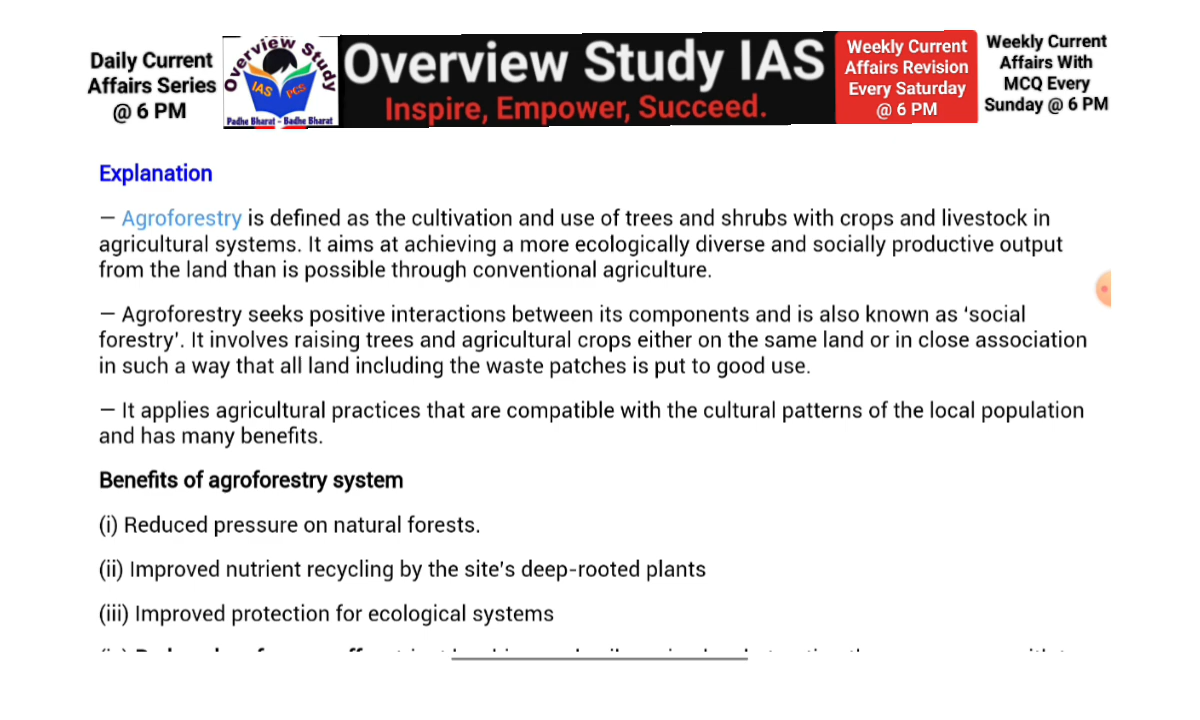 Daily Current
Affairs Series
@ 6 PM
Overview Study
IAS PCS
Padhe Bharat - Badhe Bharat
Overview Study IAS
Inspire, Empower, Succeed.
Weekly Current
Affairs Revision
Every Saturday
@ 6 PM
Weekly Current
Affairs With
MCQ Every
Sunday @ 6 PM
Explanation
— Agroforestry is defined as the cultivation and use of trees and shrubs with crops and livestock in
agricultural systems. It aims at achieving a more ecologically diverse and socially productive output
from the land than is possible through conventional agriculture.
— Agroforestry seeks positive interactions between its components and is also known as 'social
forestry'. It involves raising trees and agricultural crops either on the same land or in close association
in such a way that all land including the waste patches is put to good use.
— It applies agricultural practices that are compatible with the cultural patterns of the local population
and has many benefits.
Benefits of agroforestry system
(i) Reduced pressure on natural forests.
(ii) Improved nutrient recycling by the site's deep-rooted plants
(iii) Improved protection for ecological systems